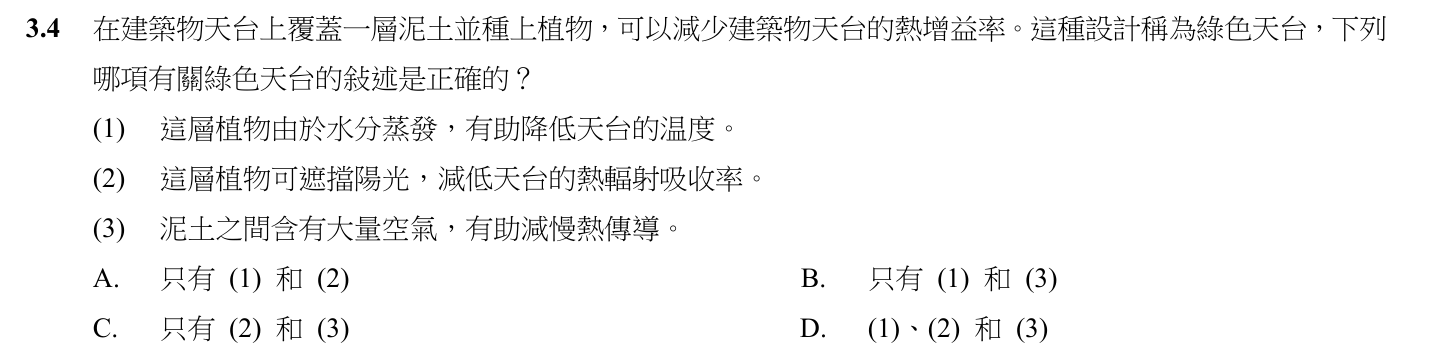 3.4 在建築物天台上覆蓋一層泥土並種上植物，可以減少建築物天台的熱增益率。這種設計稱為綠色天台，下列
哪項有關綠色天台的敍述是正確的？
(1) 這層植物由於水分蒸發，有助降低天台的温度。
(2) 這層植物可遮擋陽光，減低天台的熱輻射吸收率。
(3) 泥土之間含有大量空氣，有助減慢熱傳導。
A. 只有 (1) 和 (2) B. 只有 (1) 和 (3)
C. 只有 (2) 和 (3) D. (1)、(2) 和 (3)